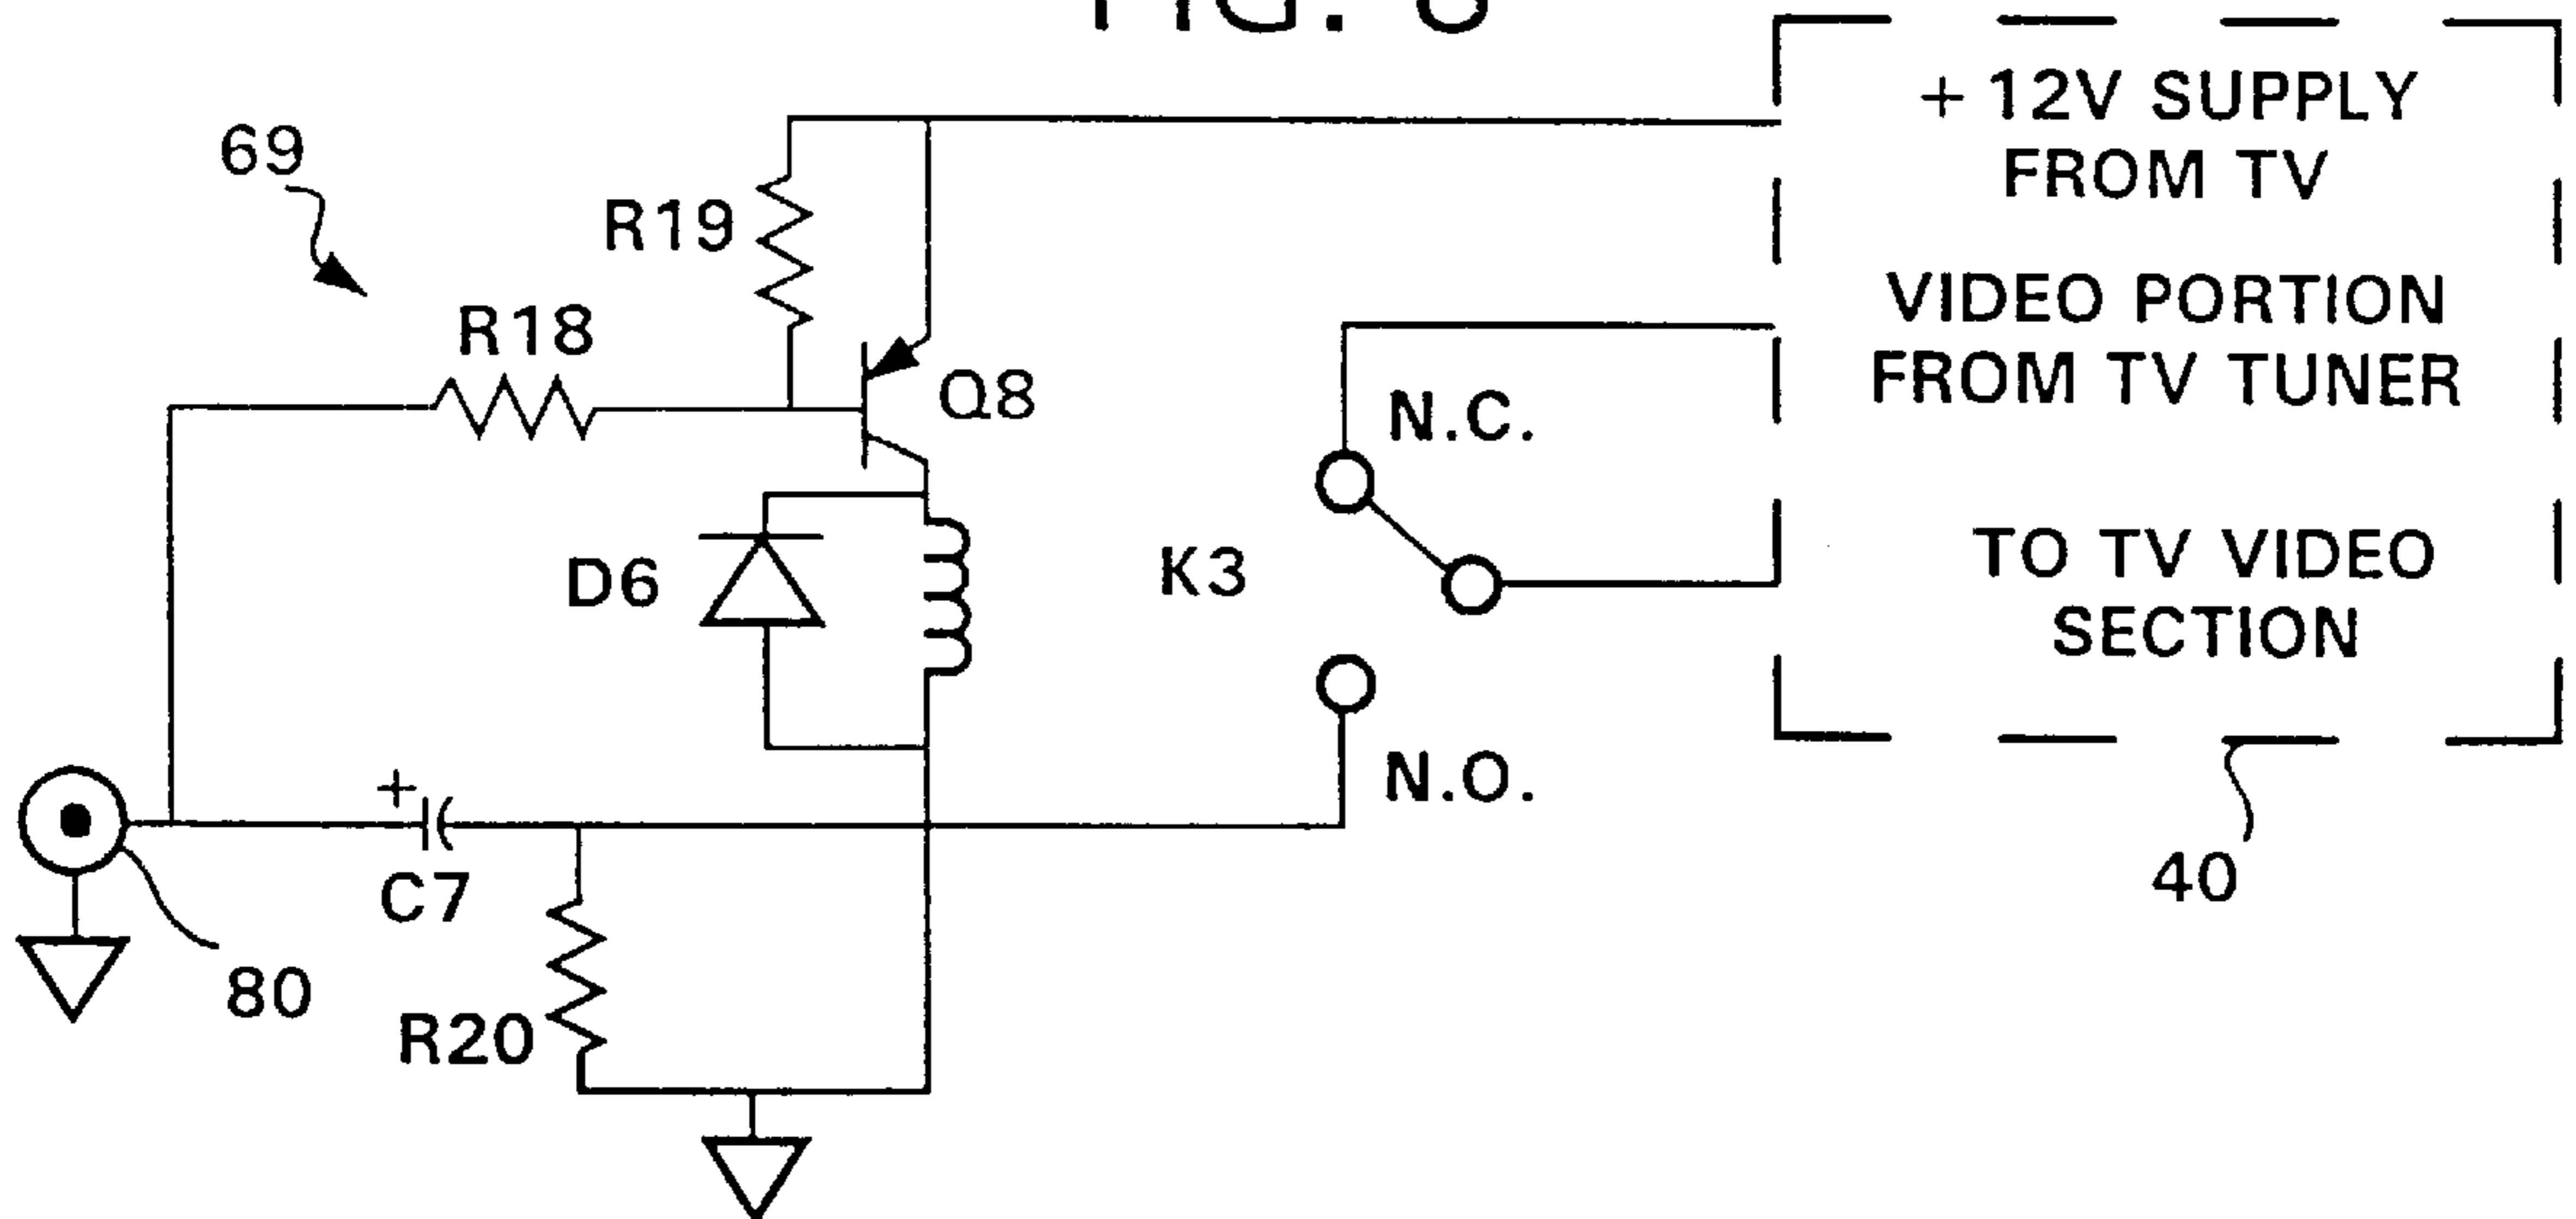 69
R19
R18
Q8
D6
+
C7
80
R20
K3
N.C.
N.O.
+ 12V SUPPLY
FROM TV
VIDEO PORTION
FROM TV TUNER
TO TV VIDEO
SECTION
40